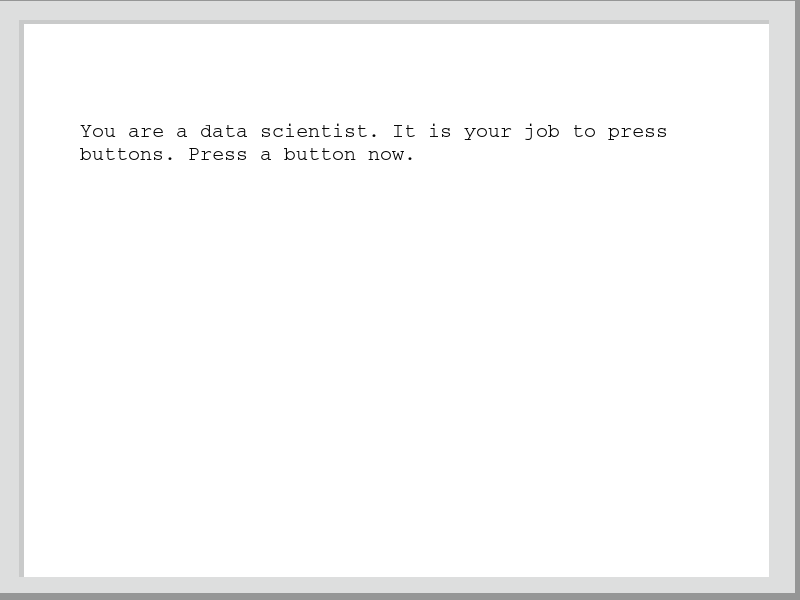 You are a data scientist. It is your job to press
buttons. Press a button now.